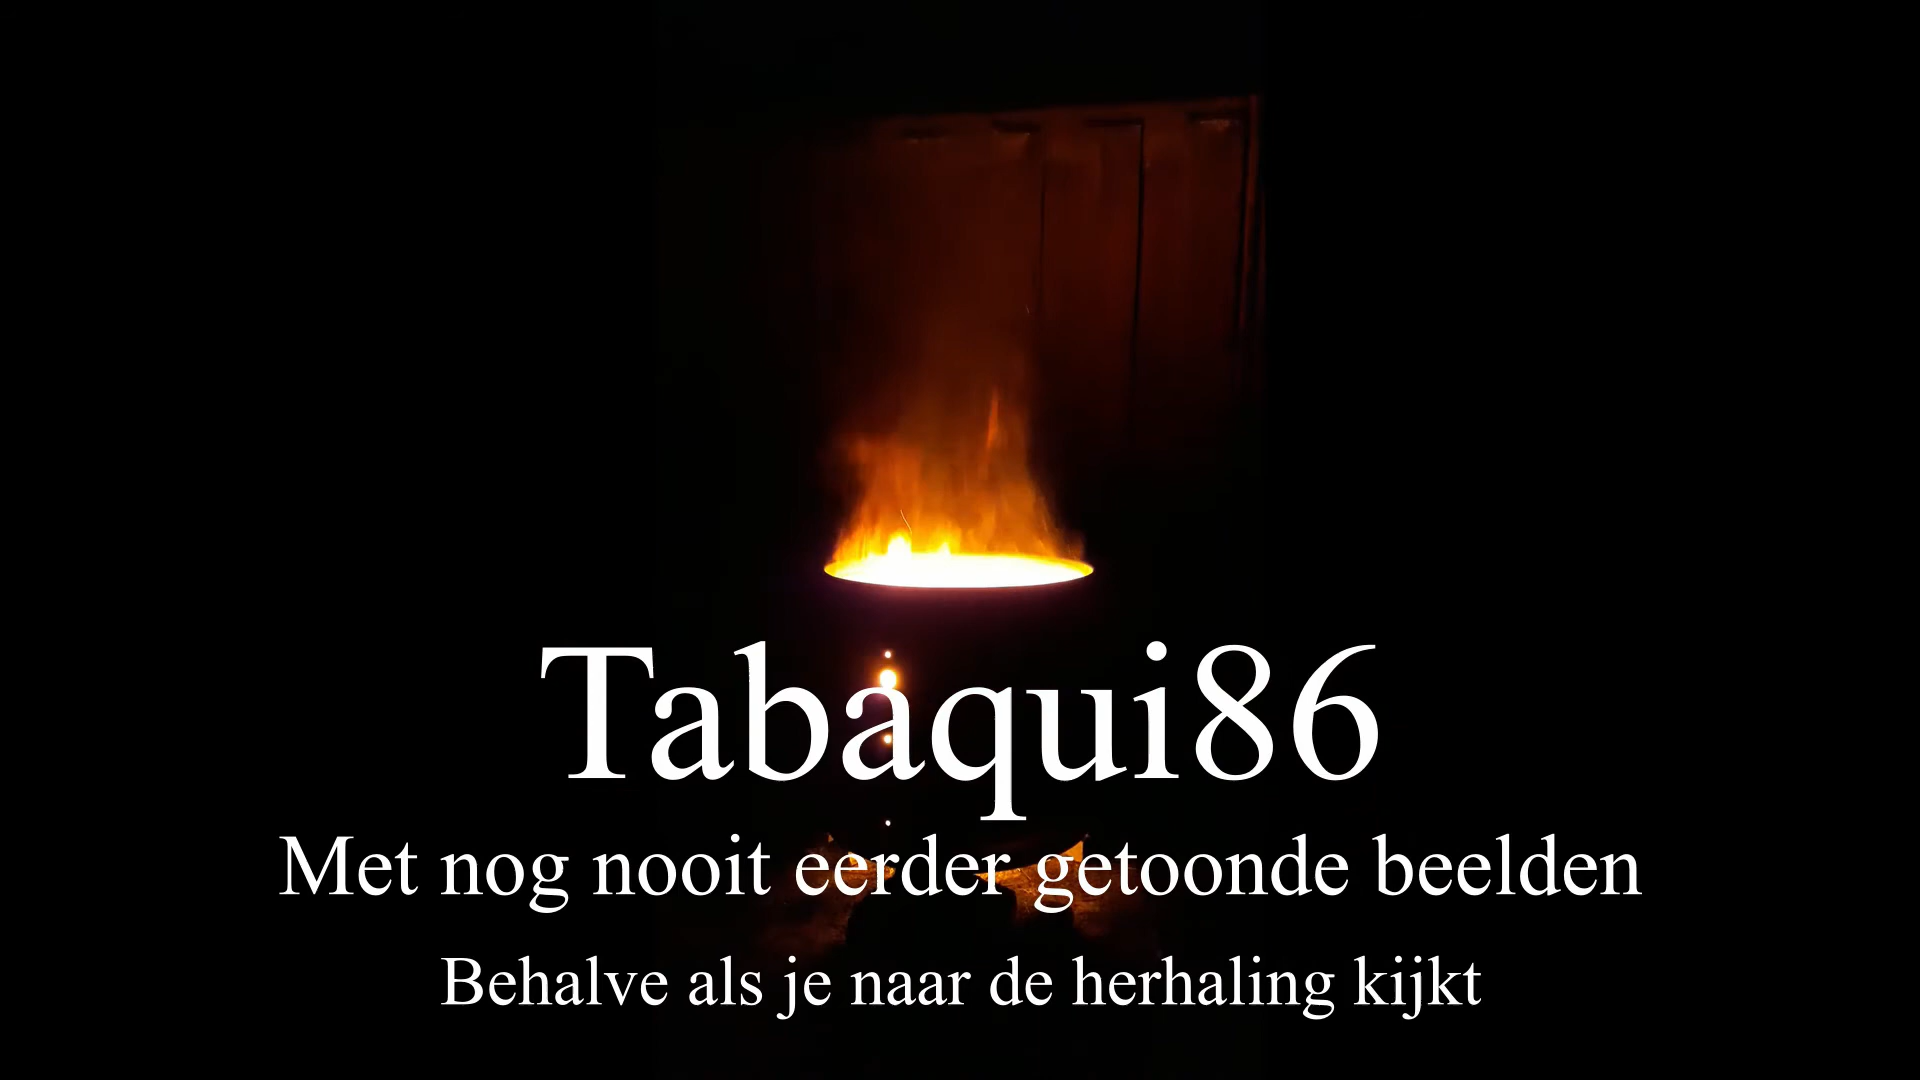 Tabaqui86
Met nog nooit eerder getoonde beelden
Behalve als je naar de herhaling kijkt